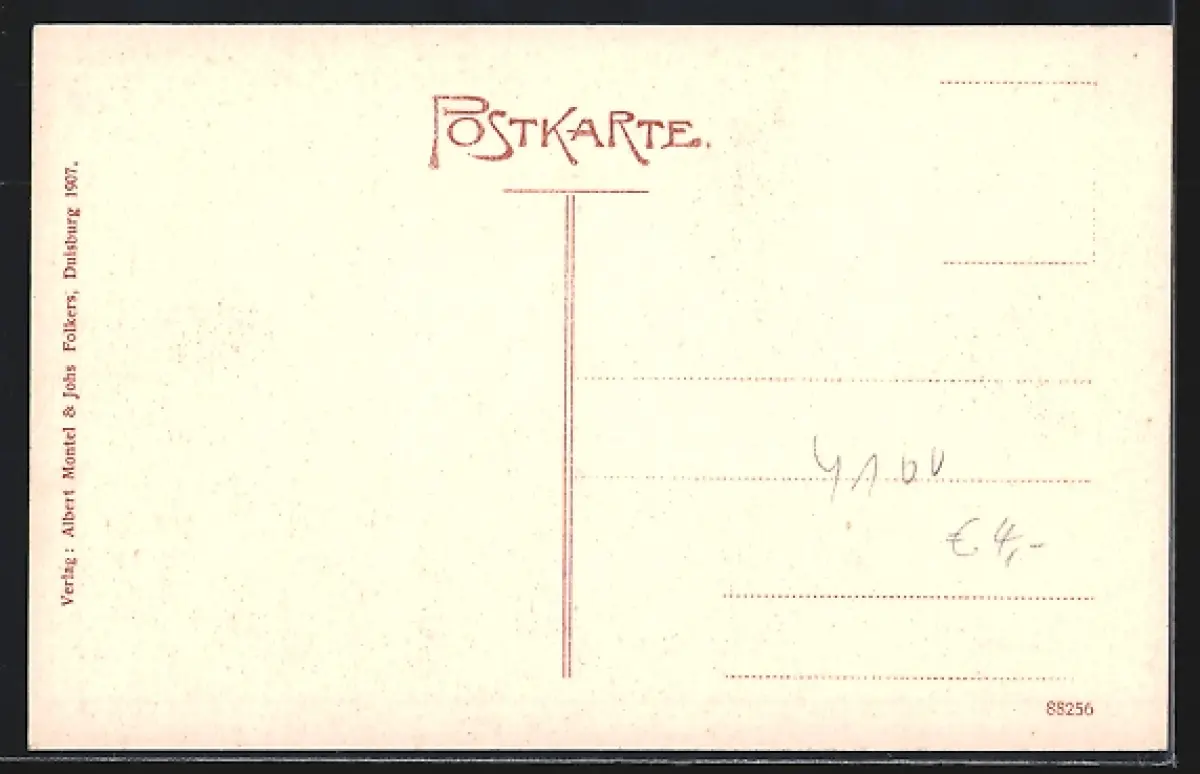 POSTKARTE.
Verlag: Albert Montel & Johs Folkers, Duisburg 1907.
4100
€ 4,-
88256